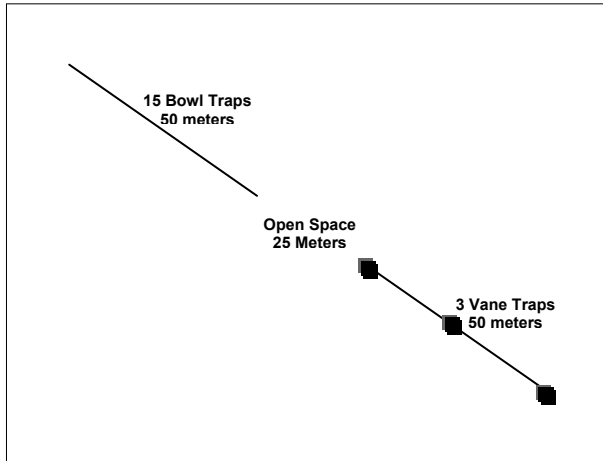 15 Bowl Traps
50 meters
Open Space
25 Meters
3 Vane Traps
50 meters